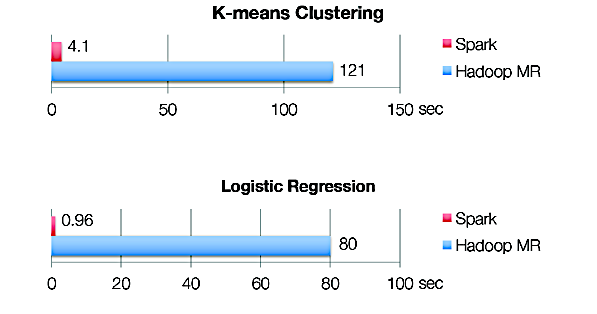 K-means Clustering
4.1
Spark
121
Hadoop MR
0 50 100 150 sec
Logistic Regression
0.96
Spark
80
Hadoop MR
0 20 40 60 80 100 sec